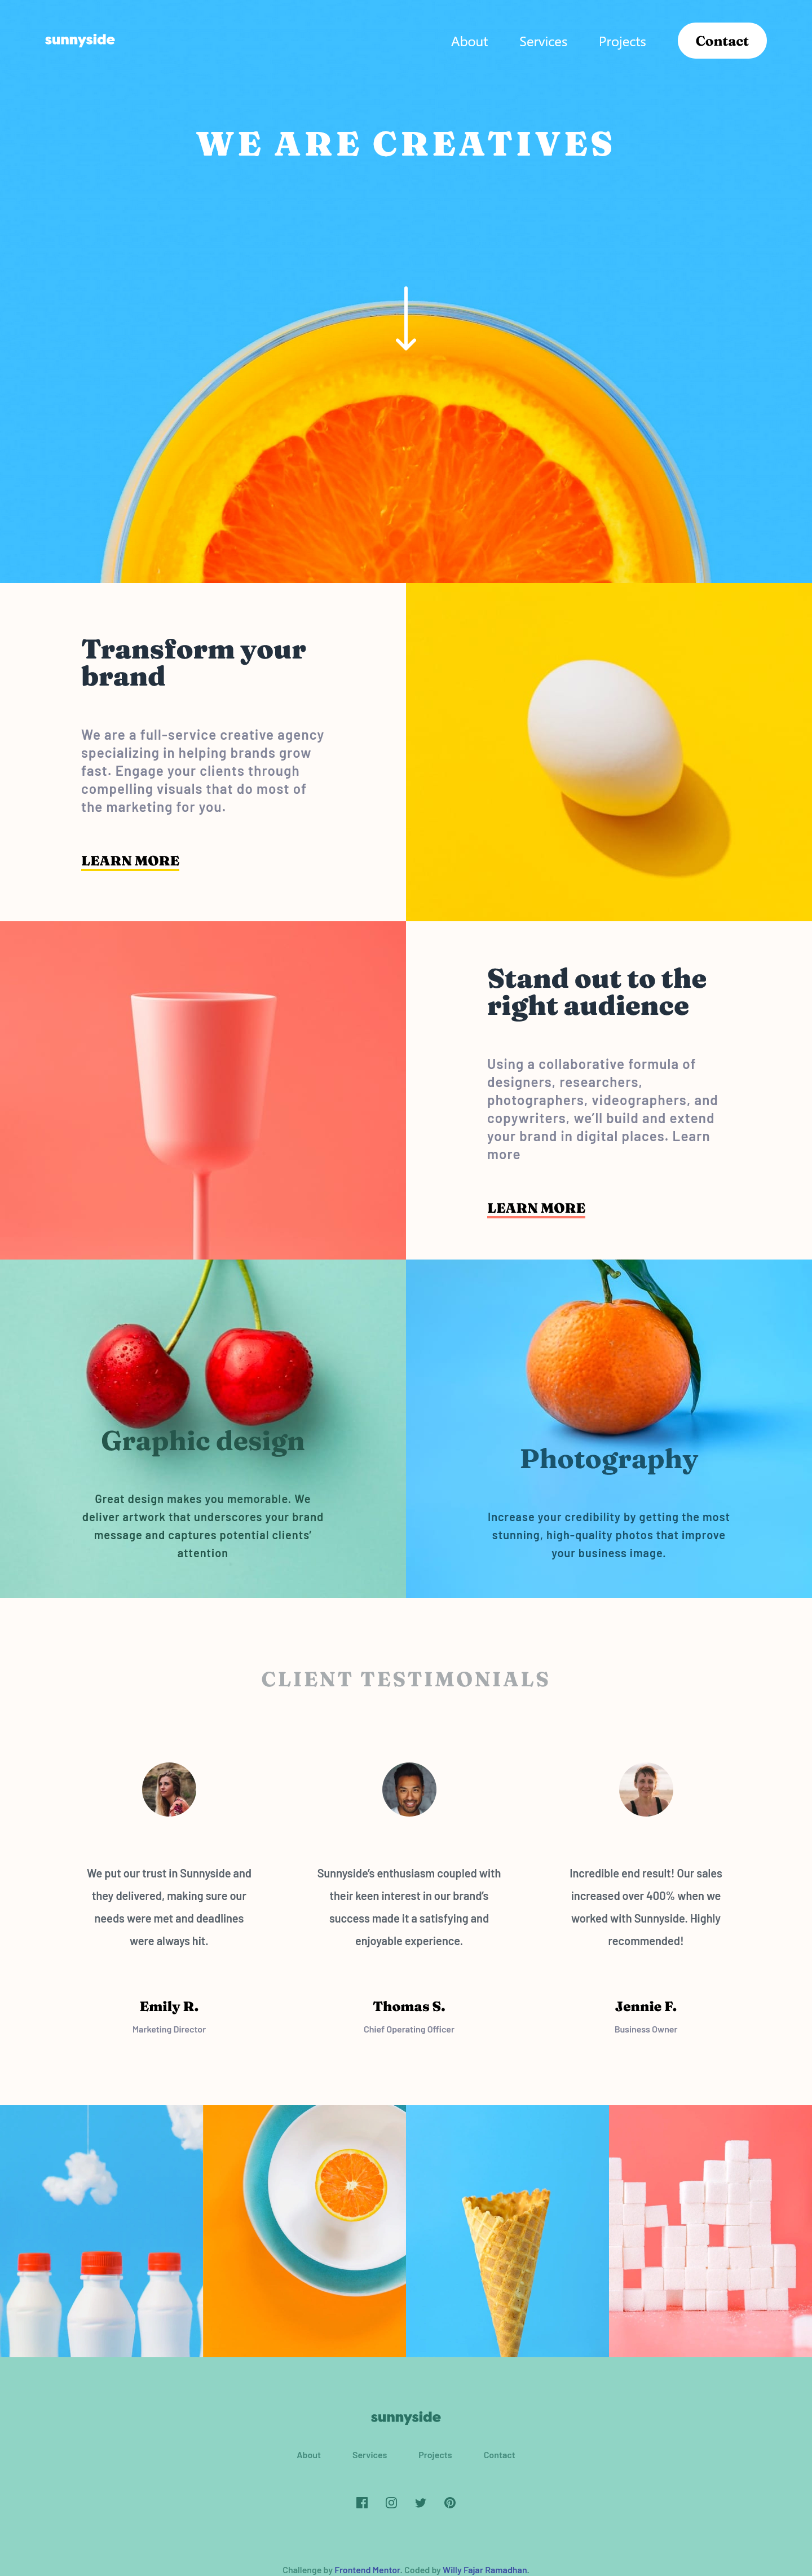 sunnyside
About Services Projects Contact
WE ARE CREATIVES
Transform your
brand
We are a full-service creative agency
specializing in helping brands grow
fast. Engage your clients through
compelling visuals that do most of
the marketing for you.
LEARN MORE
Stand out to the
right audience
Using a collaborative formula of
designers, researchers,
photographers, videographers, and
copywriters, we’ll build and extend
your brand in digital places. Learn
more
LEARN MORE
Graphic design
Great design makes you memorable. We
deliver artwork that underscores your brand
message and captures potential clients’
attention
Photography
Increase your credibility by getting the most
stunning, high-quality photos that improve
your business image.
CLIENT TESTIMONIALS
We put our trust in Sunnyside and
they delivered, making sure our
needs were met and deadlines
were always hit.
Emily R.
Marketing Director
Sunnyside’s enthusiasm coupled with
their keen interest in our brand’s
success made it a satisfying and
enjoyable experience.
Thomas S.
Chief Operating Officer
Incredible end result! Our sales
increased over 400% when we
worked with Sunnyside. Highly
recommended!
Jennie F.
Business Owner
sunnyside
About Services Projects Contact
Challenge by Frontend Mentor. Coded by Willy Fajar Ramadhan.